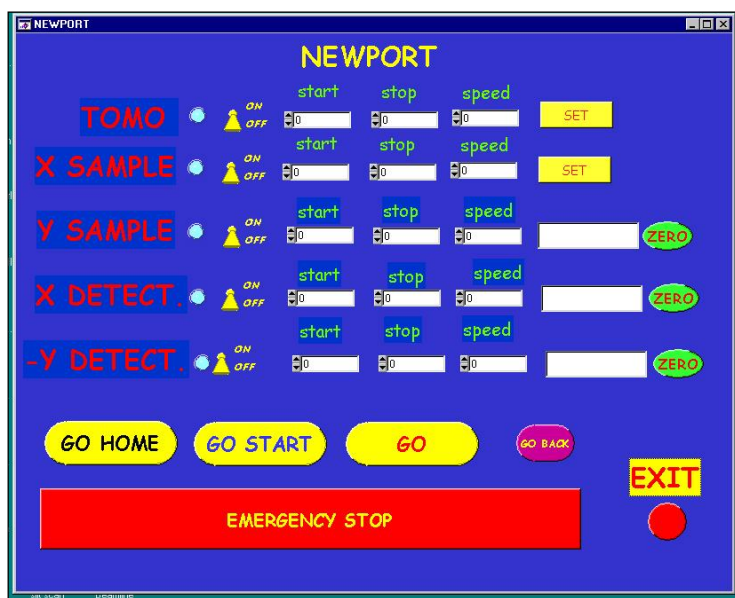 NEWPORT
NEWPORT
start stop speed
TOMO ON OFF 0 0 0 SET
start stop speed
X SAMPLE ON OFF 0 0 0 SET
start stop speed
Y SAMPLE ON OFF 0 0 0 ZERO
start stop speed
X DETECT. ON OFF 0 0 0 ZERO
start stop speed
-Y DETECT. ON OFF 0 0 0 ZERO
GO HOME GO START GO GO BACK
EXIT
EMERGENCY STOP